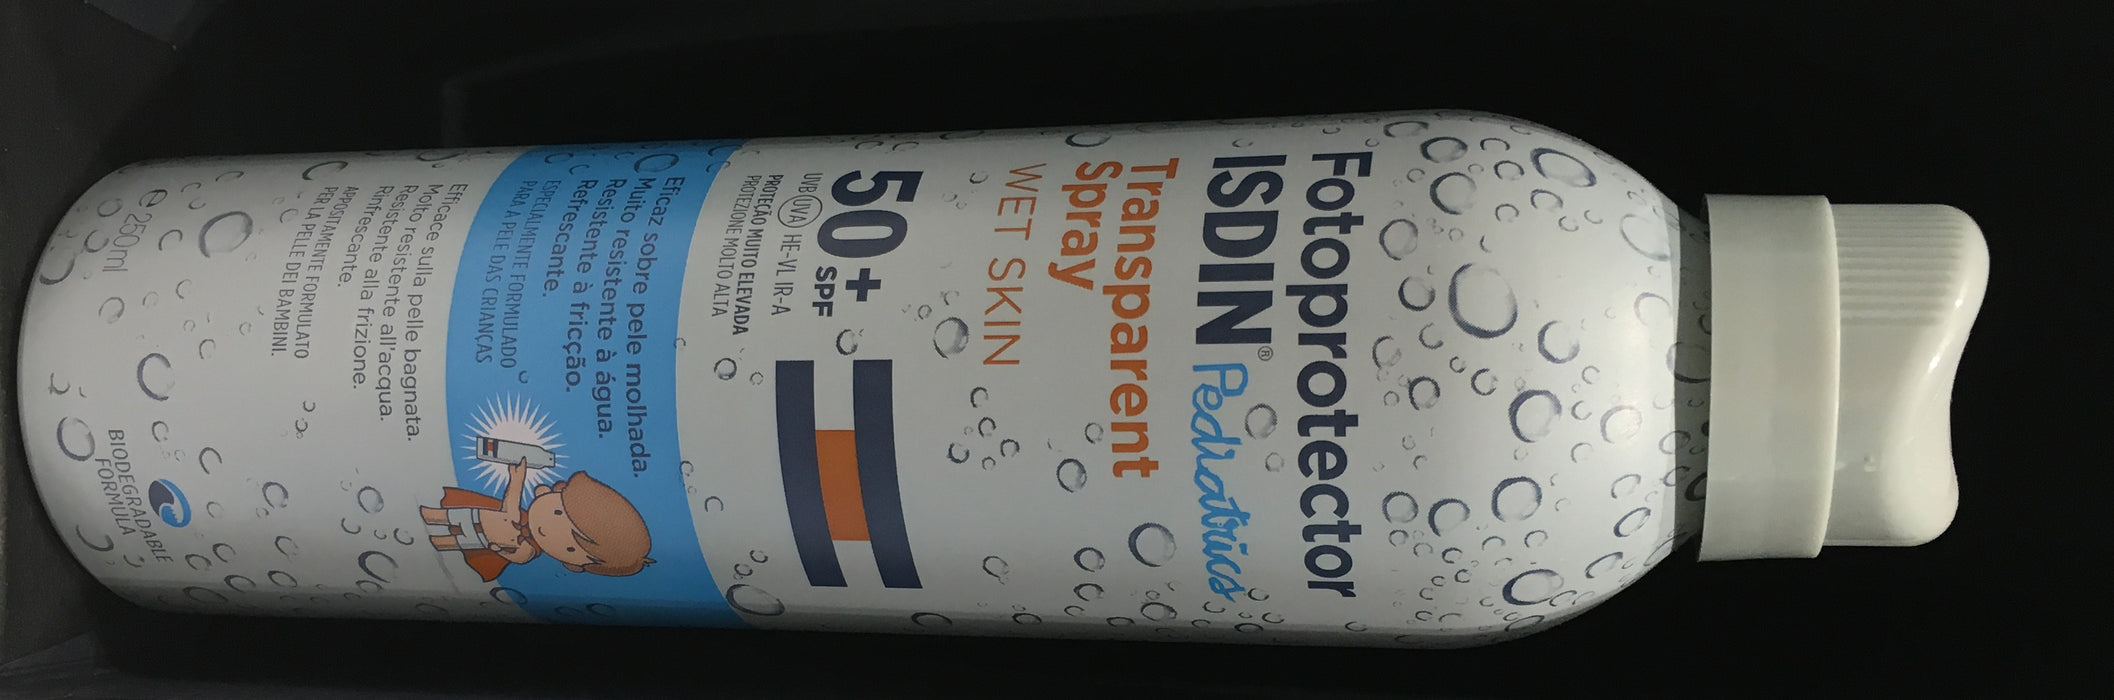 Fotoprotector
ISDIN® Pediatrics
Transparent
Spray
WET SKIN
50+
SPF
UVB UVA HE-VL IR-A
PROTEÇÃO MUITO ELEVADA
PROTEZIONE MOLTO ALTA
Eficaz sobre pele molhada.
Muito resistente à água.
Resistente à fricção.
Refrescante.
ESPECIALMENTE FORMULADO
PARA A PELE DAS CRIANÇAS
Efficace sulla pelle bagnata.
Molto resistente all'acqua.
Resistente alla frizione.
Rinfrescante.
APPOSITAMENTE FORMULATO
PER LA PELLE DEI BAMBINI.
℮ 250ml
BIODEGRADABLE
FORMULA